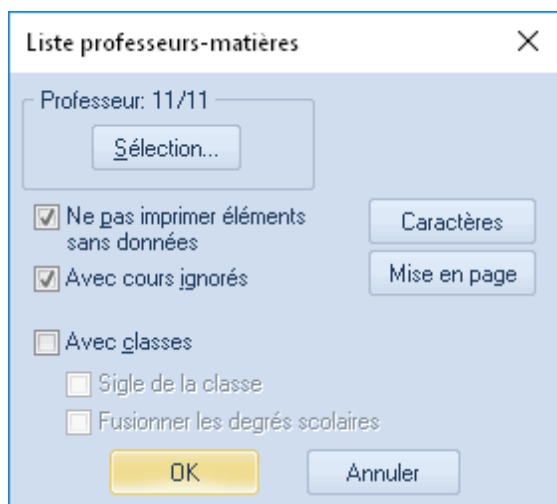 Liste professeurs-matières
Professeur: 11/11
Sélection...
Ne pas imprimer éléments
sans données
Caractères
Avec cours ignorés
Mise en page
Avec classes
Sigle de la classe
Fusionner les degrés scolaires
OK
Annuler